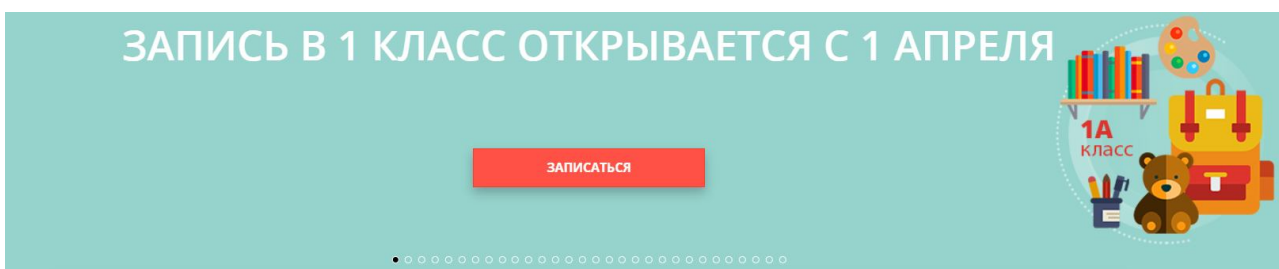 ЗАПИСЬ В 1 КЛАСС ОТКРЫВАЕТСЯ С 1 АПРЕЛЯ
1А
класс
ЗАПИСАТЬСЯ